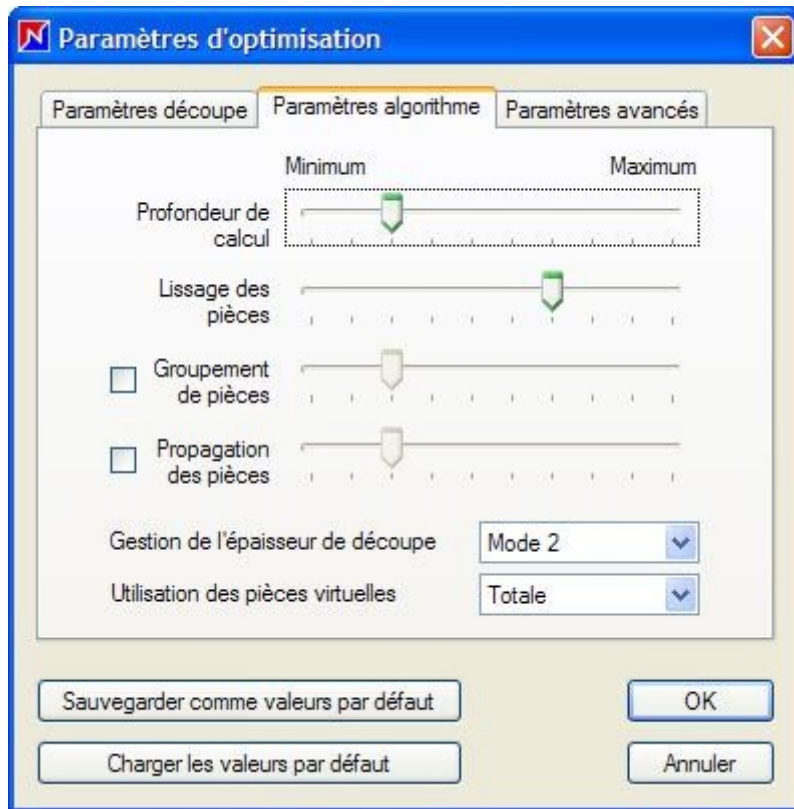 Paramètres d'optimisation
Paramètres découpe
Paramètres algorithme
Paramètres avancés
Minimum
Maximum
Profondeur de
calcul
Lissage des
pièces
Groupement
de pièces
Propagation
des pièces
Gestion de l'épaisseur de découpe
Mode 2
Utilisation des pièces virtuelles
Totale
Sauvegarder comme valeurs par défaut
OK
Charger les valeurs par défaut
Annuler